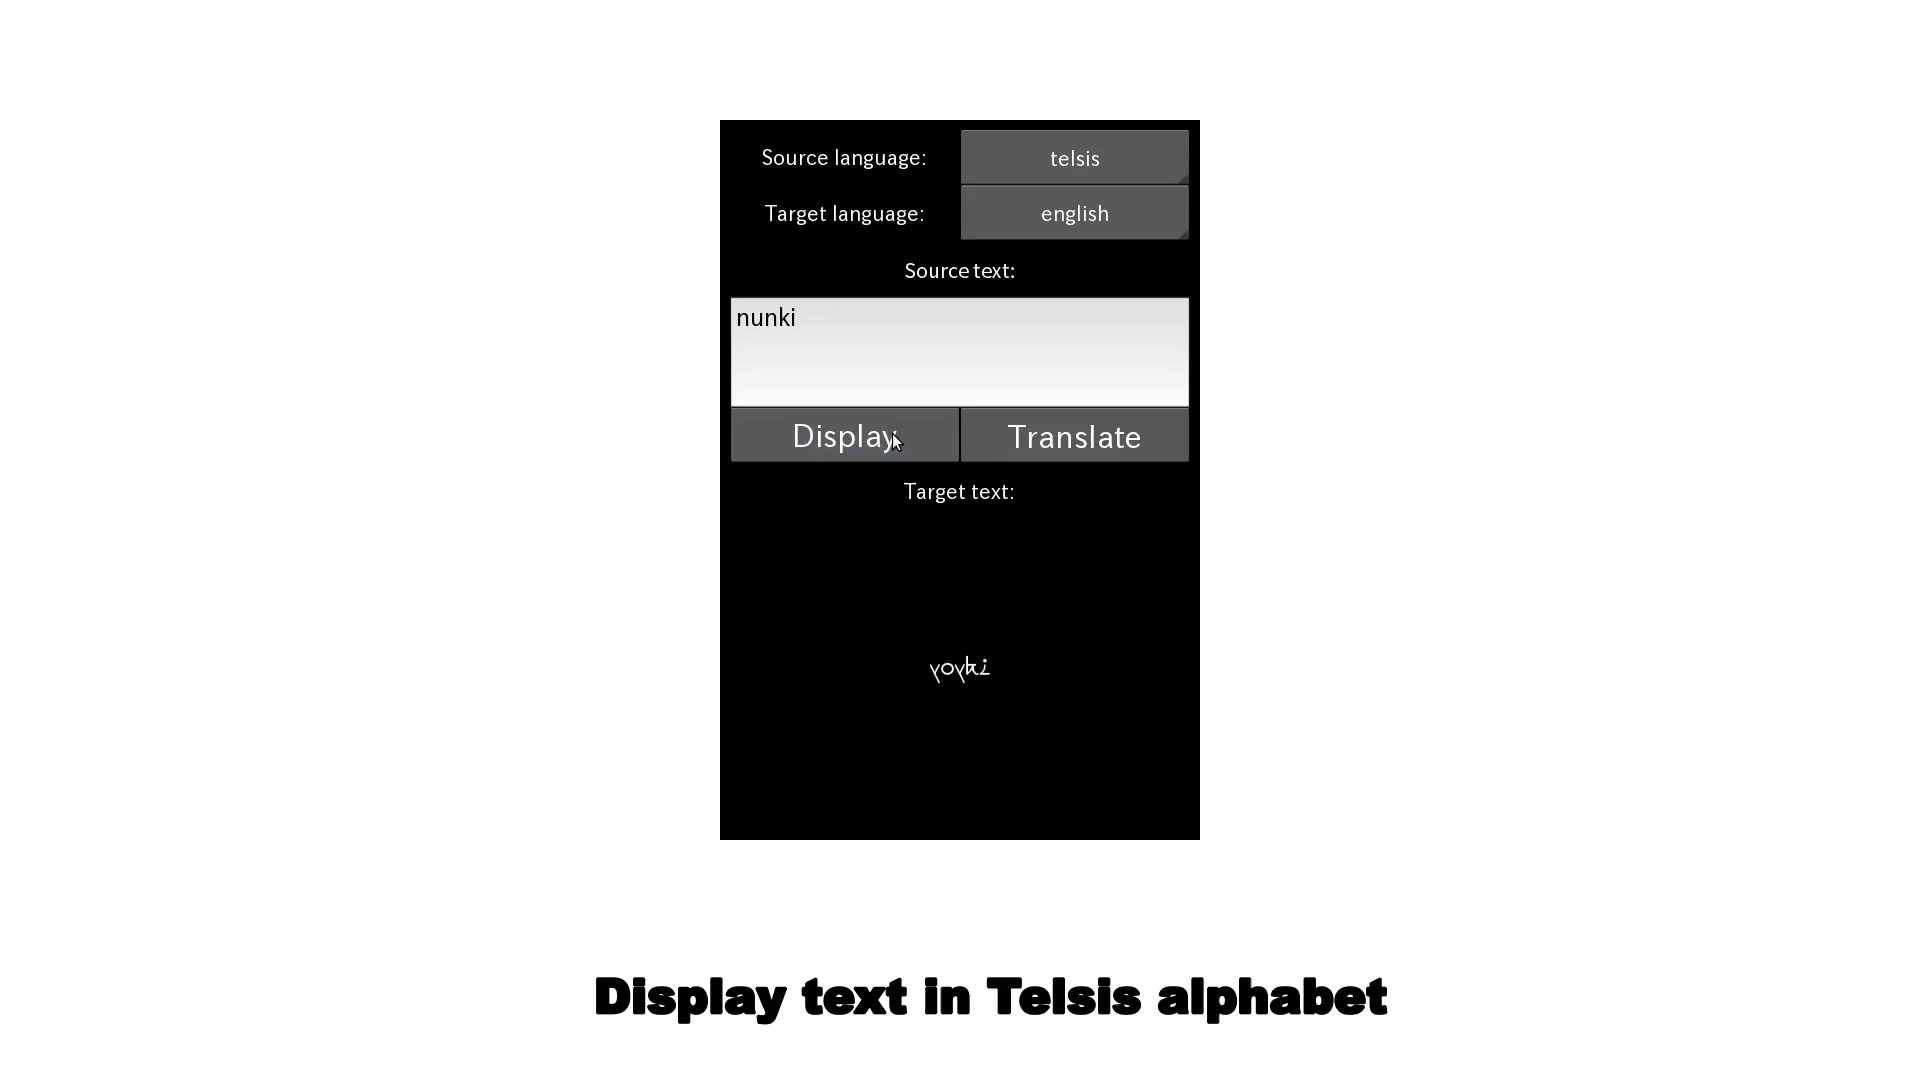 Source language: telsis
Target language: english
Source text:
nunki
Display Translate
Target text:
Display text in Telsis alphabet